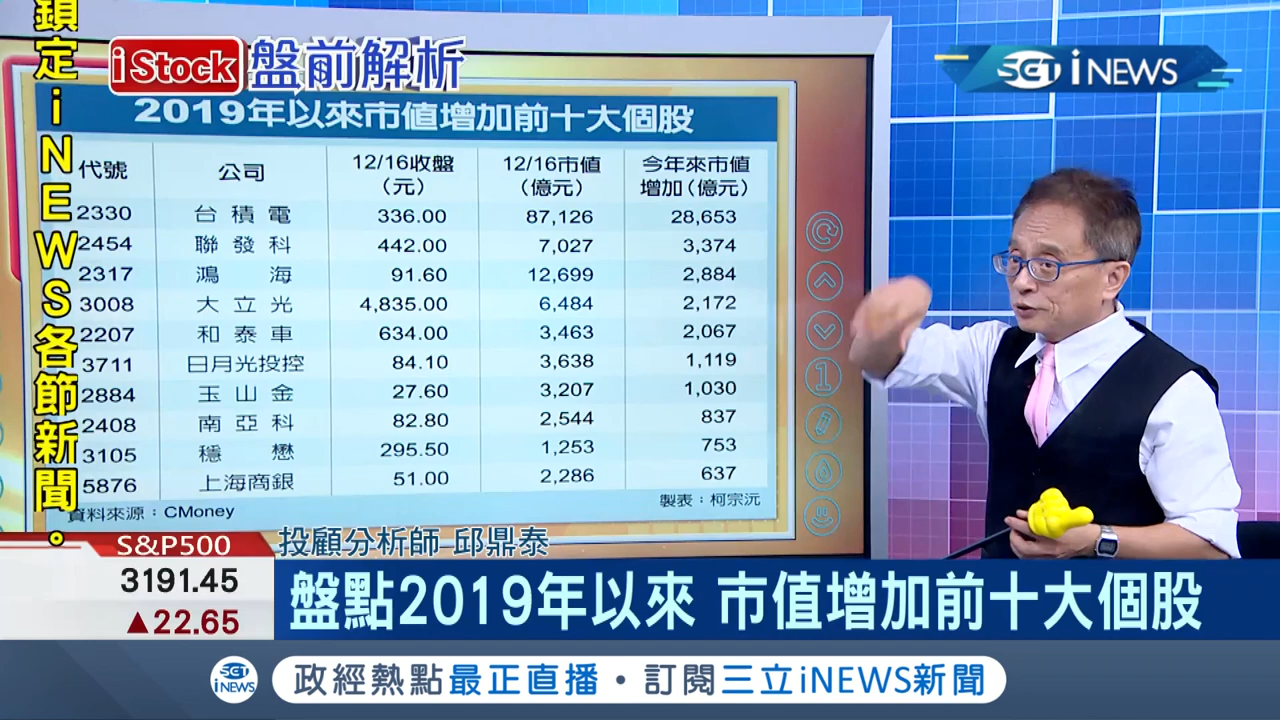 鎖定iNEWS各節新聞。
iStock 盤前解析
SET iNEWS
2019年以來市值增加前十大個股
代號 公司 12/16收盤(元) 12/16市值(億元) 今年來市值增加(億元)
2330 台積電 336.00 87,126 28,653
2454 聯發科 442.00 7,027 3,374
2317 鴻海 91.60 12,699 2,884
3008 大立光 4,835.00 6,484 2,172
2207 和泰車 634.00 3,463 2,067
3711 日月光投控 84.10 3,638 1,119
2884 玉山金 27.60 3,207 1,030
2408 南亞科 82.80 2,544 837
3105 穩懋 295.50 1,253 753
5876 上海商銀 51.00 2,286 637
資料來源：CMoney 製表：柯宗沅
S&P500
3191.45
▲22.65
投顧分析師 邱鼎泰
盤點2019年以來 市值增加前十大個股
SET iNEWS
政經熱點最正直播・訂閱三立iNEWS新聞